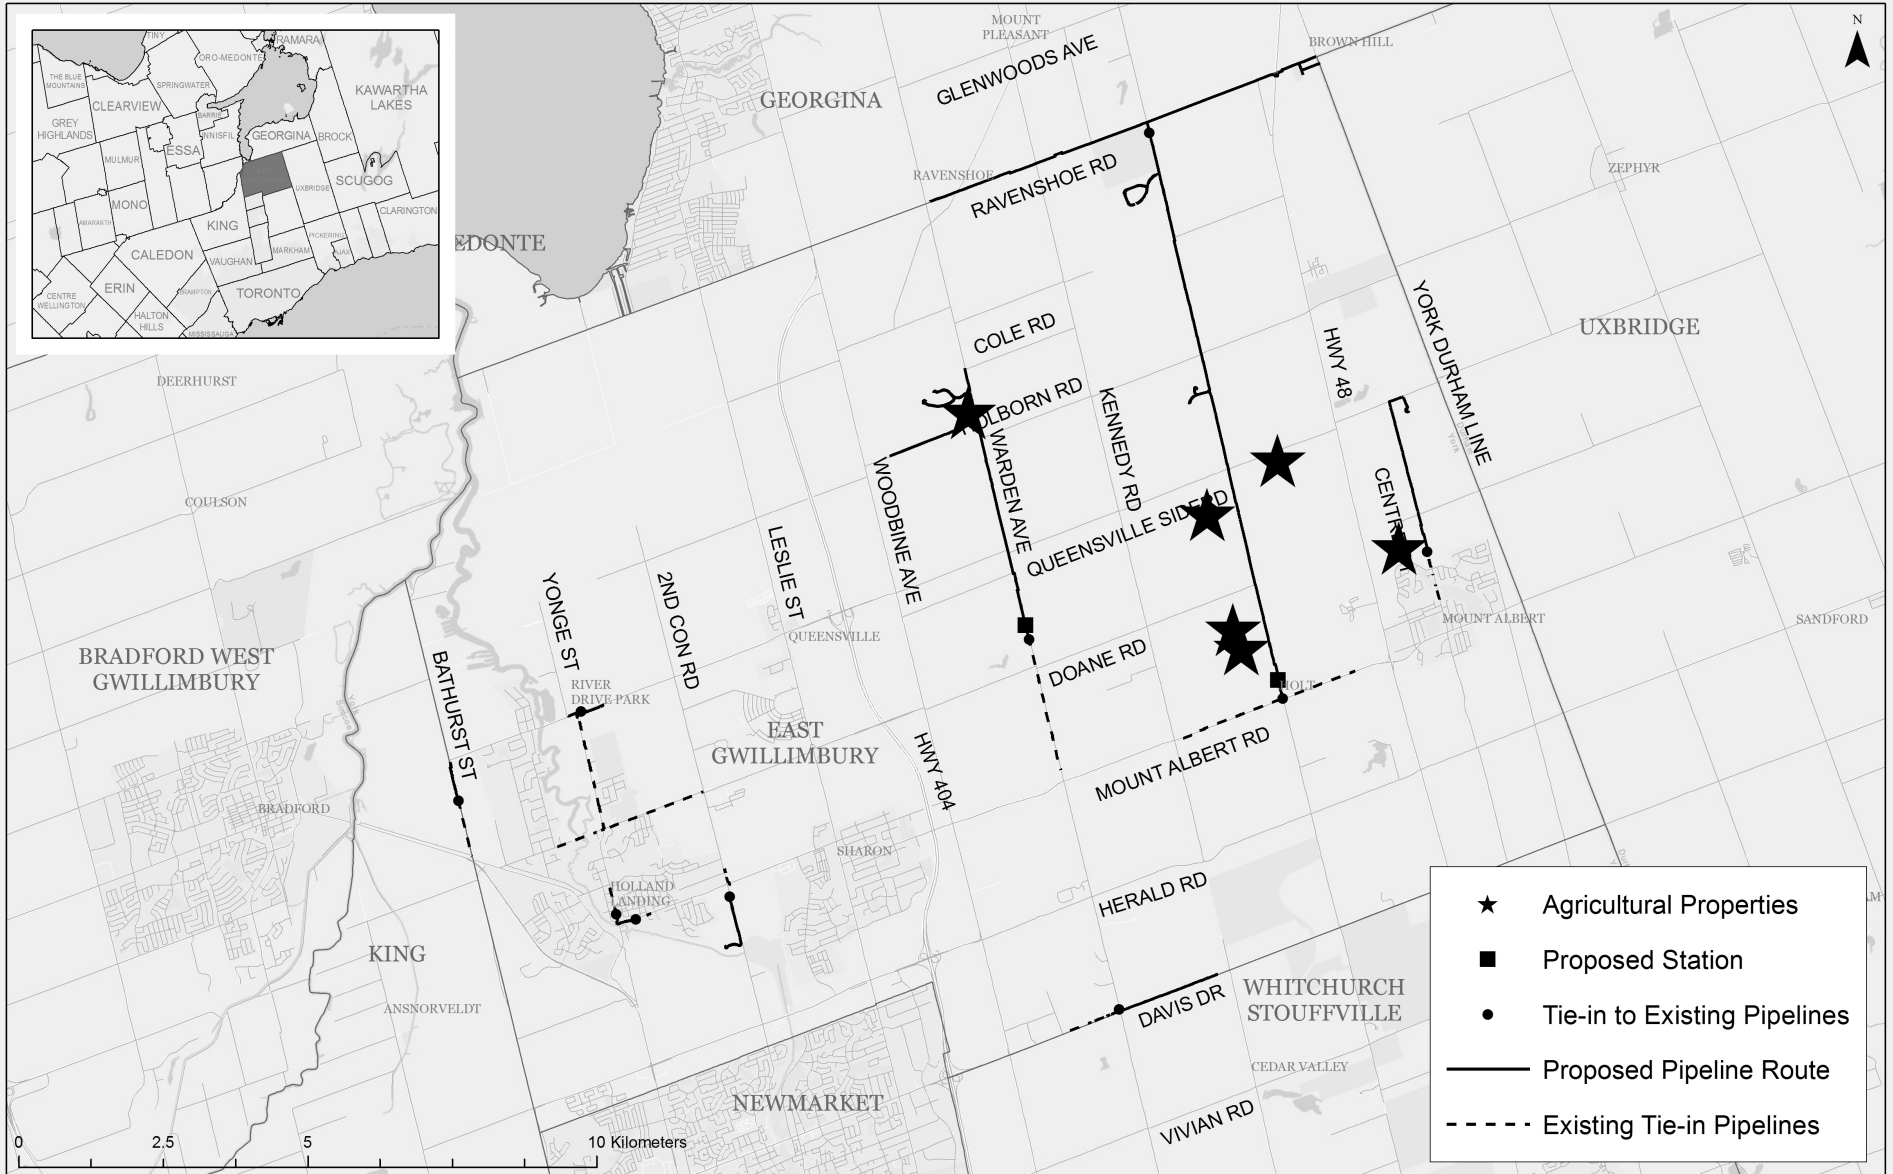 TINY
RAMARA
ORO-MEDONTE
THE BLUE
MOUNTAINS
SPRINGWATER
KAWARTHA
LAKES
CLEARVIEW
BARRIE
GREY
HIGHLANDS
INNISFIL
GEORGINA
BROCK
ESSA
MULMUR
SCUGOG
UXBRIDGE
MONO
CLARINGTON
AMARANTH
KING
PICKERING
CALEDON
MARKHAM
AJAX
VAUGHAN
ERIN
TORONTO
CENTRE
WELLINGTON
HALTON
HILLS
MISSISSAUGA
MOUNT
PLEASANT
BROWN HILL
N
GLENWOODS AVE
GEORGINA
RAVENSHOE
RAVENSHOE RD
ZEPHYR
EDONTE
COLE RD
YORK DURHAM LINE
UXBRIDGE
HWY 48
DEERHURST
HOLBORN RD
KENNEDY RD
WARDEN AVE
WOODBINE AVE
COULSON
QUEENSVILLE SIDERD
CENTR
York
LESLIE ST
YONGE ST
2ND CON RD
QUEENSVILLE
MOUNT ALBERT
SANDFORD
BRADFORD WEST
GWILLIMBURY
BATHURST ST
DOANE RD
RIVER
DRIVE PARK
HOLT
York
Simcoe
EAST
GWILLIMBURY
HWY 404
MOUNT ALBERT RD
BRADFORD
SHARON
HOLLAND
LANDING
HERALD RD
KING
ANSNORVELDT
WHITCHURCH
STOUFFVILLE
DAVIS DR
CEDAR VALLEY
NEWMARKET
VIVIAN RD
Agricultural Properties
Proposed Station
Tie-in to Existing Pipelines
Proposed Pipeline Route
Existing Tie-in Pipelines
0 2.5 5 10 Kilometers